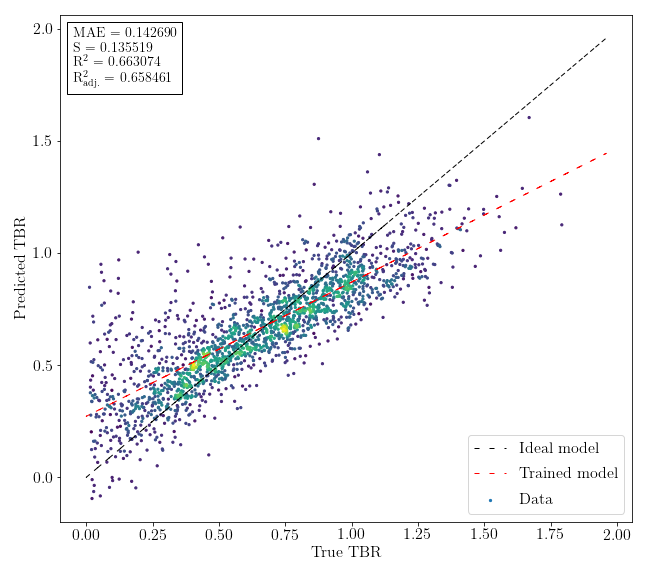 MAE = 0.142690
S = 0.135519
R² = 0.663074
R²adj. = 0.658461
2.0
1.5
1.0
0.5
0.0
Predicted TBR
Ideal model
Trained model
Data
0.00 0.25 0.50 0.75 1.00 1.25 1.50 1.75 2.00
True TBR